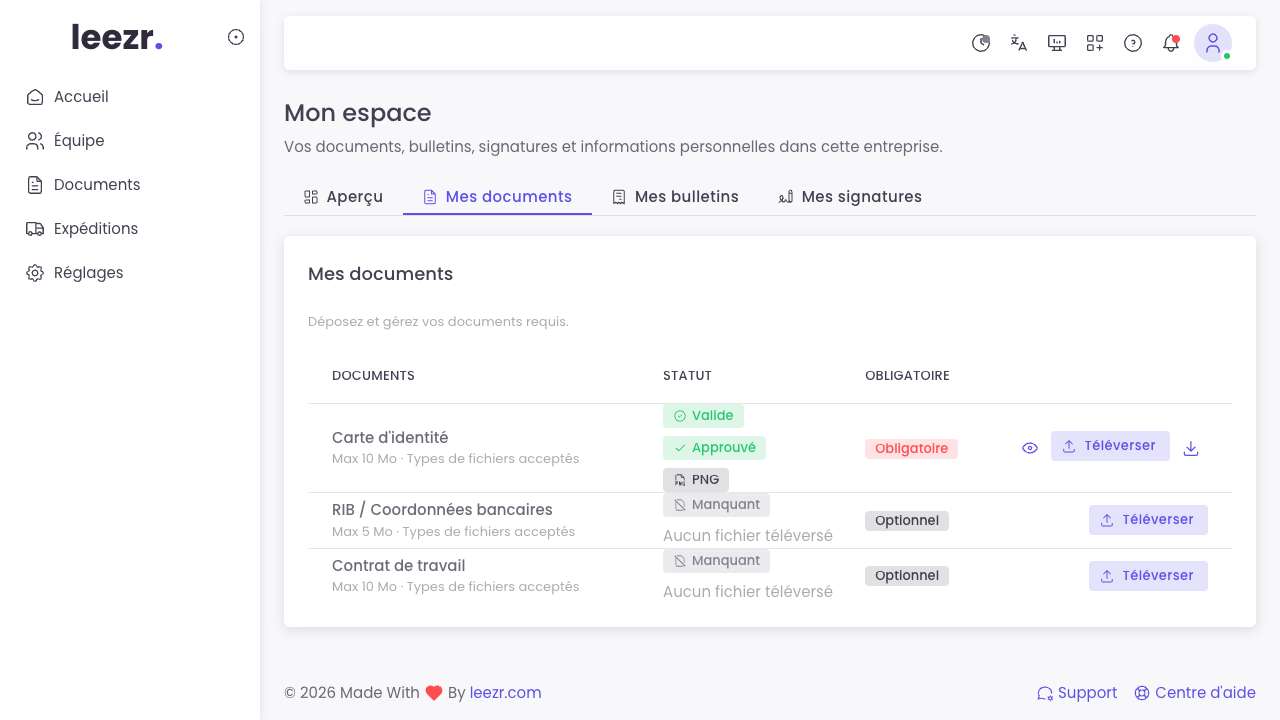 leezr.
Accueil
Équipe
Documents
Expéditions
Réglages
Mon espace
Vos documents, bulletins, signatures et informations personnelles dans cette entreprise.
Aperçu
Mes documents
Mes bulletins
Mes signatures
Mes documents
Déposez et gérez vos documents requis.
DOCUMENTS STATUT OBLIGATOIRE
Valide
Carte d'identité
Max 10 Mo · Types de fichiers acceptés
Approuvé
Obligatoire
Téléverser
PNG
RIB / Coordonnées bancaires
Max 5 Mo · Types de fichiers acceptés
Manquant
Aucun fichier téléversé
Optionnel
Téléverser
Contrat de travail
Max 10 Mo · Types de fichiers acceptés
Manquant
Aucun fichier téléversé
Optionnel
Téléverser
© 2026 Made With By leezr.com
Support
Centre d'aide